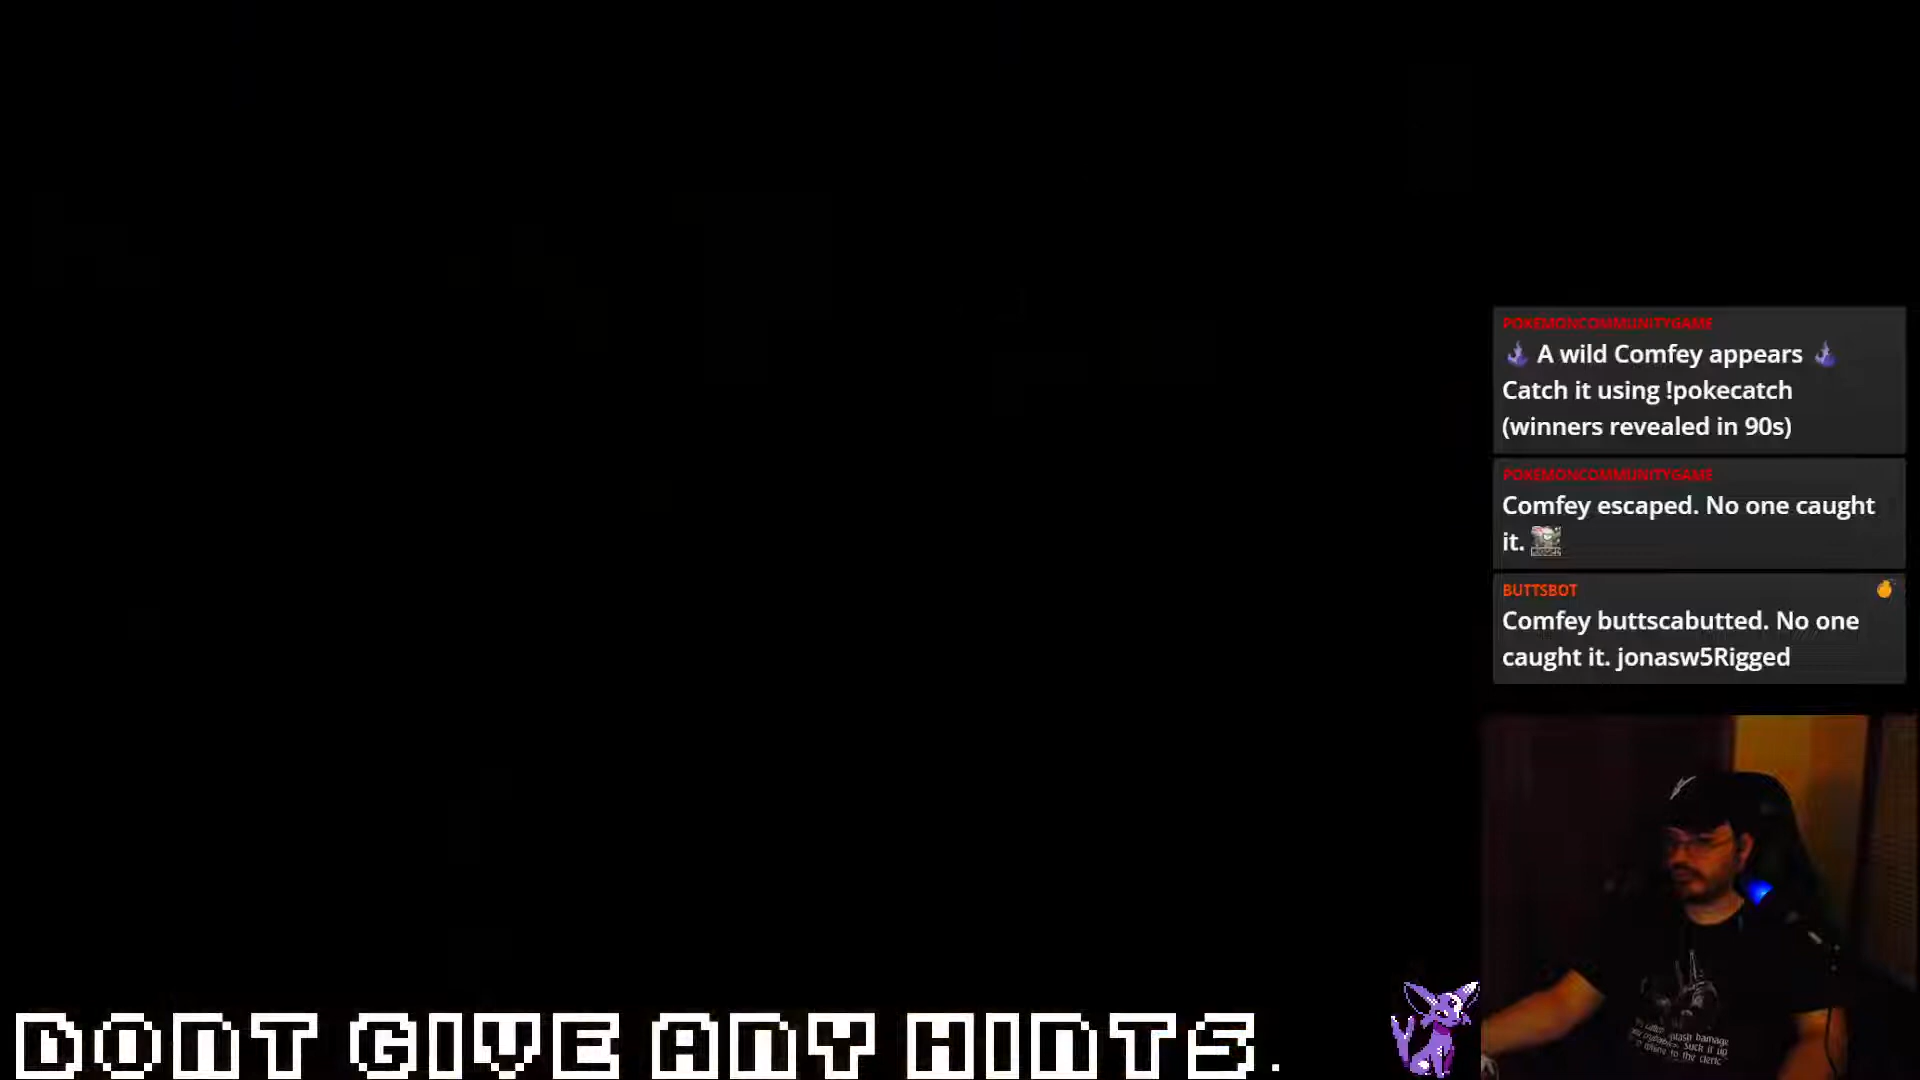 POKEMONCOMMUNITYGAME
A wild Comfey appears
Catch it using !pokecatch
(winners revealed in 90s)
POKEMONCOMMUNITYGAME
Comfey escaped. No one caught
it.
BUTTSBOT
Comfey buttscabutted. No one
caught it. jonasw5Rigged
DONT GIVE ANY HINTS.